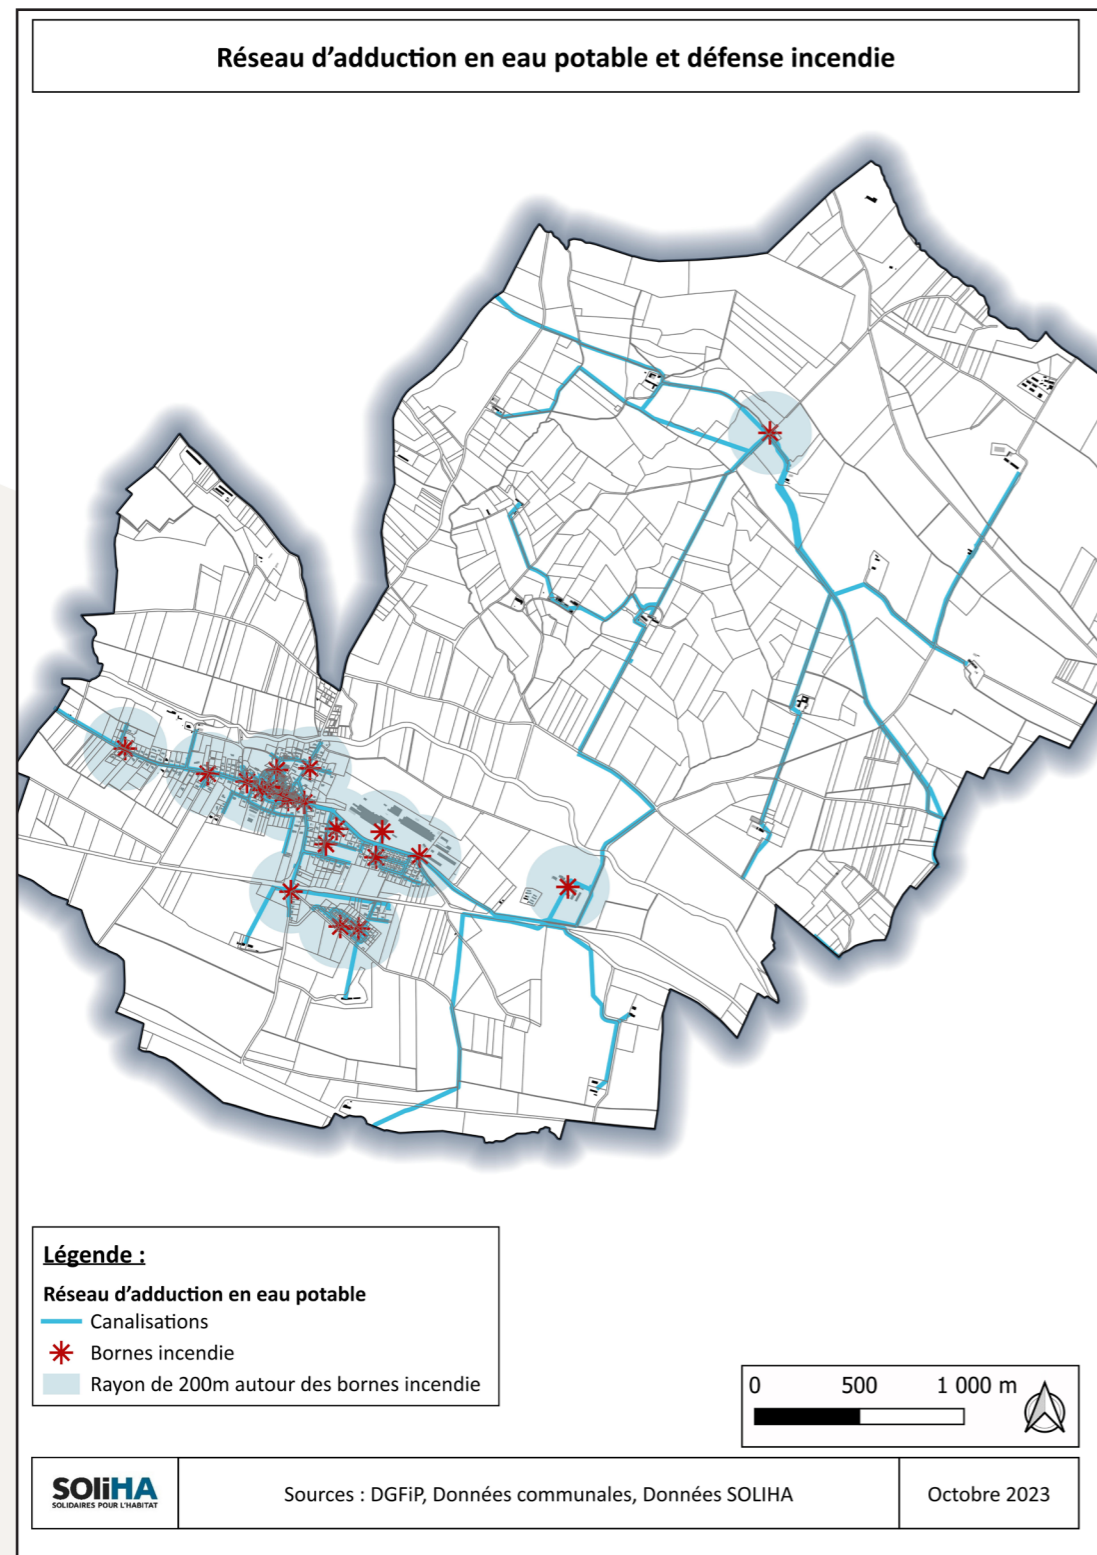 Réseau d'adduction en eau potable et défense incendie
Légende :
Réseau d'adduction en eau potable
Canalisations
Bornes incendie
Rayon de 200m autour des bornes incendie
0 500 1 000 m
SOLiHA
SOLIDAIRES POUR L'HABITAT
Sources : DGFiP, Données communales, Données SOLIHA
Octobre 2023